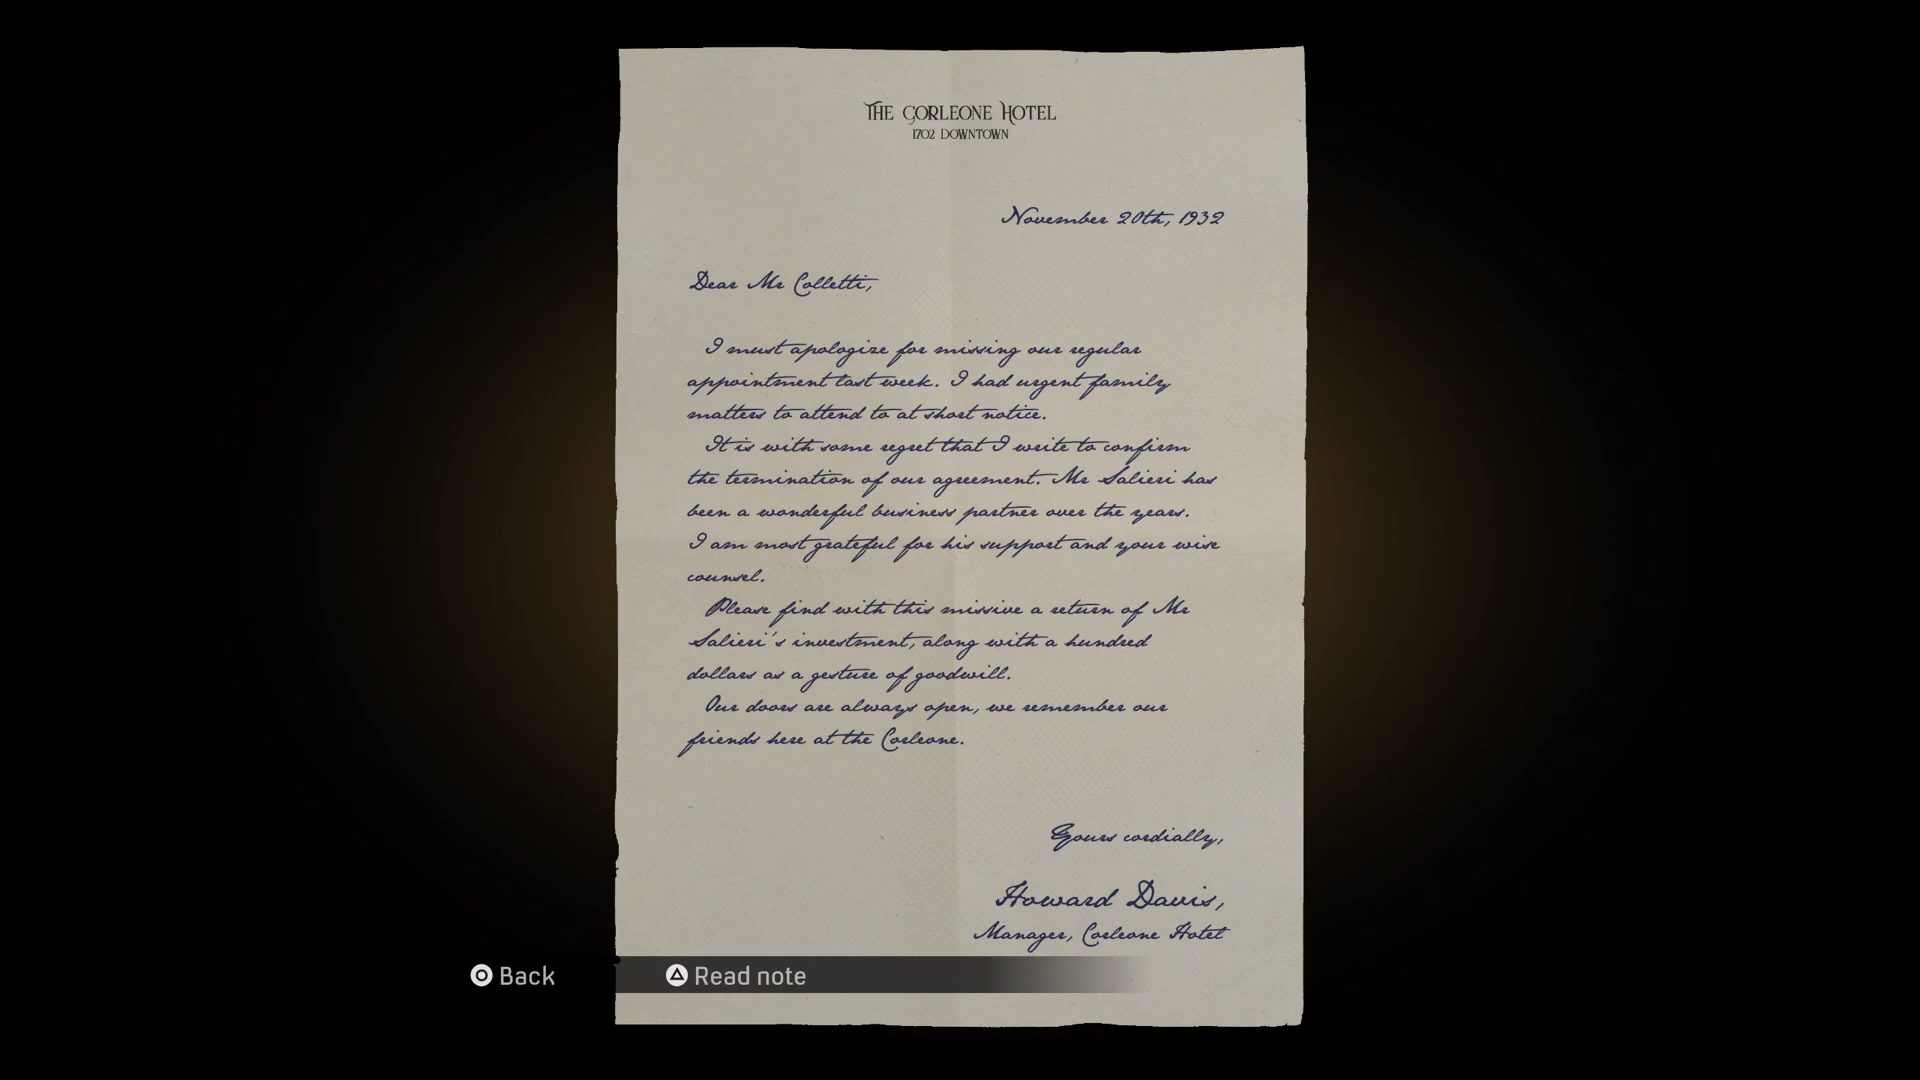 THE CORLEONE HOTEL
1702 DOWNTOWN
November 20th, 1932
Dear Mr Colletti,
I must apologize for missing our regular
appointment last week. I had urgent family
matters to attend to at short notice.
It is with some regret that I write to confirm
the termination of our agreement. Mr Salieri has
been a wonderful business partner over the years.
I am most grateful for his support and your wise
counsel.
Please find with this missive a return of Mr
Salieri's investment, along with a hundred
dollars as a gesture of goodwill.
Our doors are always open, we remember our
friends here at the Corleone.
Yours cordially,
Howard Davis,
Manager, Corleone Hotel
Back
Read note